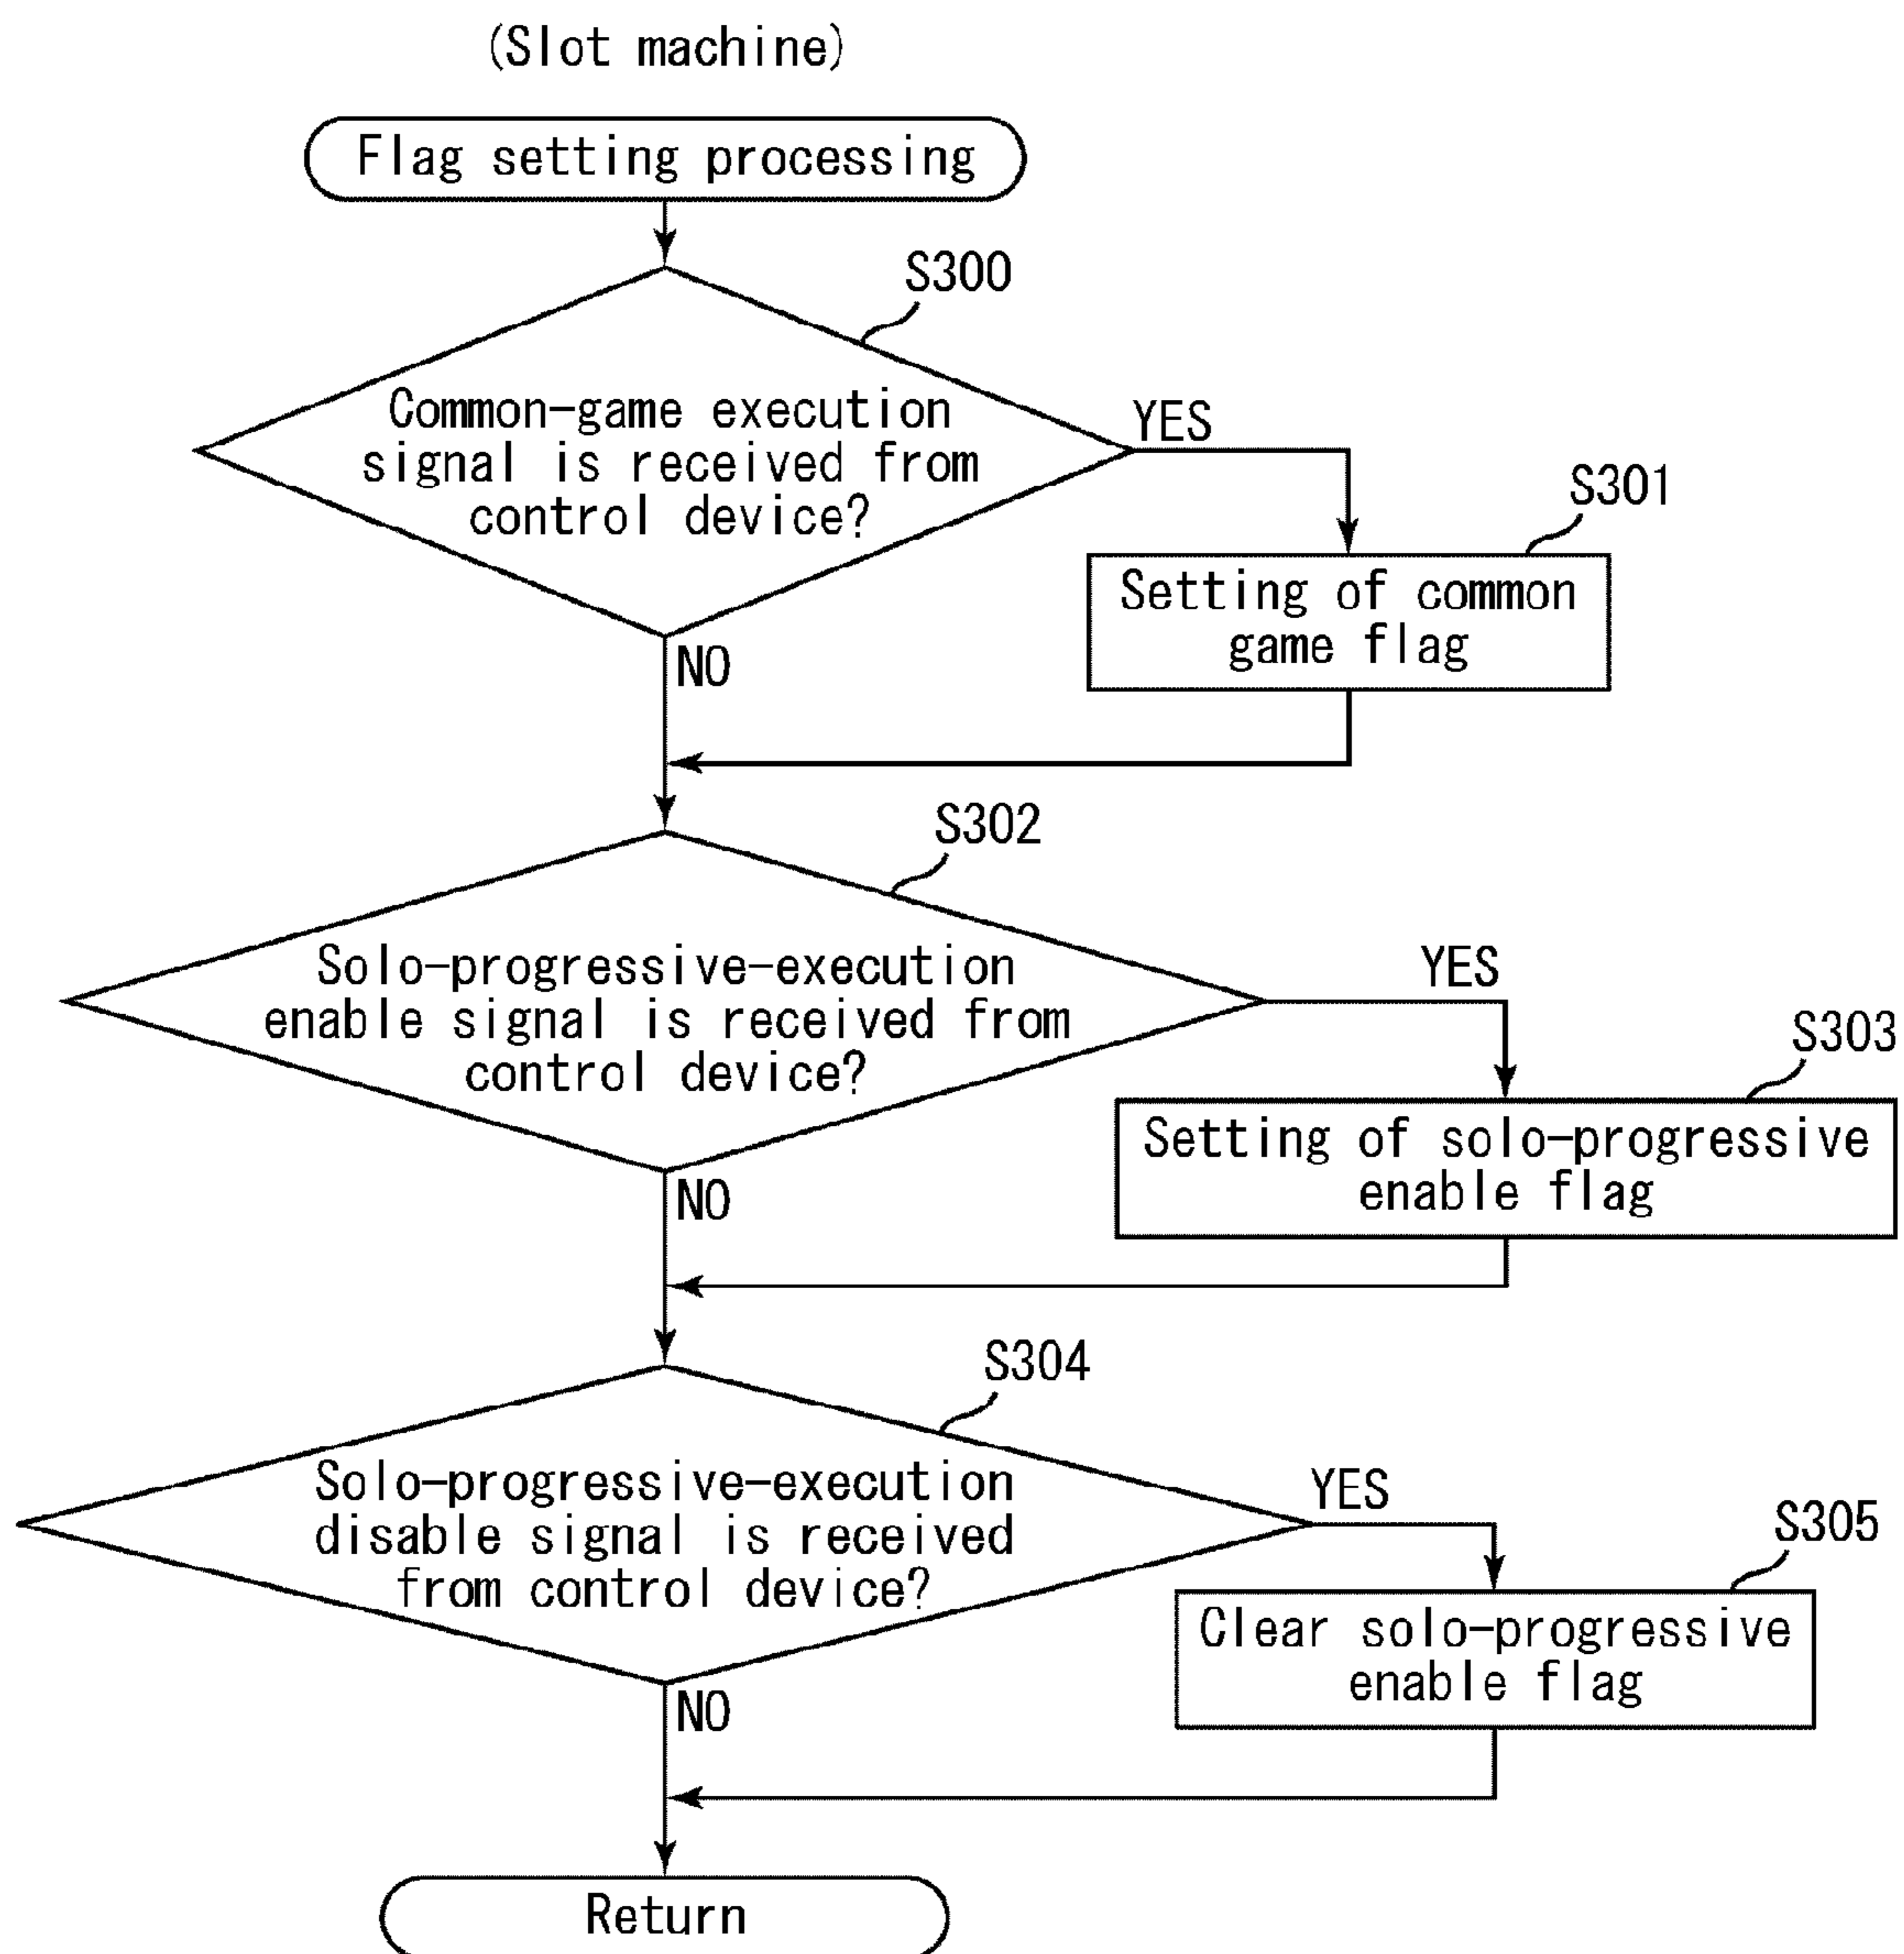 (Slot machine)
Flag setting processing
S300
Common-game execution
signal is received from
control device?
YES
S301
Setting of common
game flag
NO
S302
Solo-progressive-execution
enable signal is received from
control device?
YES
S303
Setting of solo-progressive
enable flag
NO
S304
Solo-progressive-execution
disable signal is received
from control device?
YES
S305
Clear solo-progressive
enable flag
NO
Return